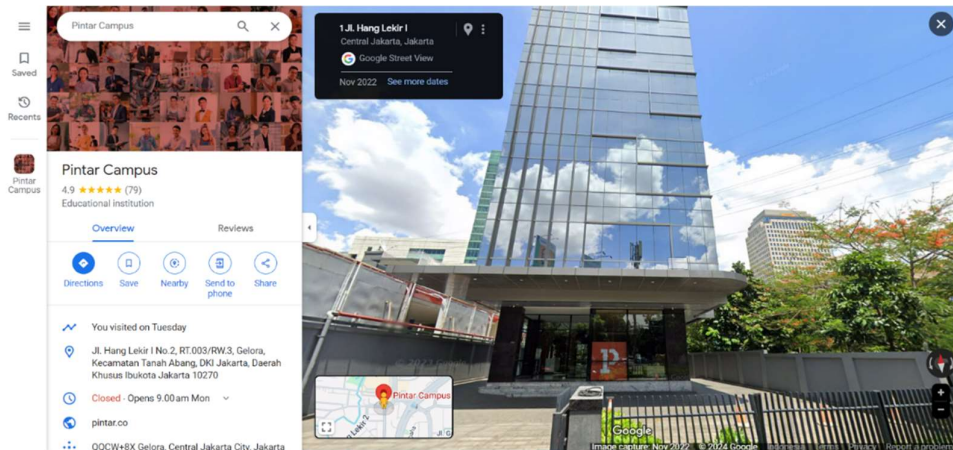 Pintar Campus
Saved
Recents
Pintar
Campus
Pintar Campus
4.9 ★★★★★ (79)
Educational institution
Overview
Reviews
Directions
Save
Nearby
Send to
phone
Share
You visited on Tuesday
Jl. Hang Lekir I No.2, RT.003/RW.3, Gelora,
Kecamatan Tanah Abang, DKI Jakarta, Daerah
Khusus Ibukota Jakarta 10270
Closed · Opens 9.00 am Mon
pintar.co
QQCW+8X Gelora, Central Jakarta City, Jakarta
1 Jl. Hang Lekir I
Central Jakarta, Jakarta
Google Street View
Nov 2022 See more dates
P
Pintar Campus
Lekir 2
Jl. G
Google
Image capture: Nov 2022 © 2024 Google Indonesia Terms Privacy Report a problem